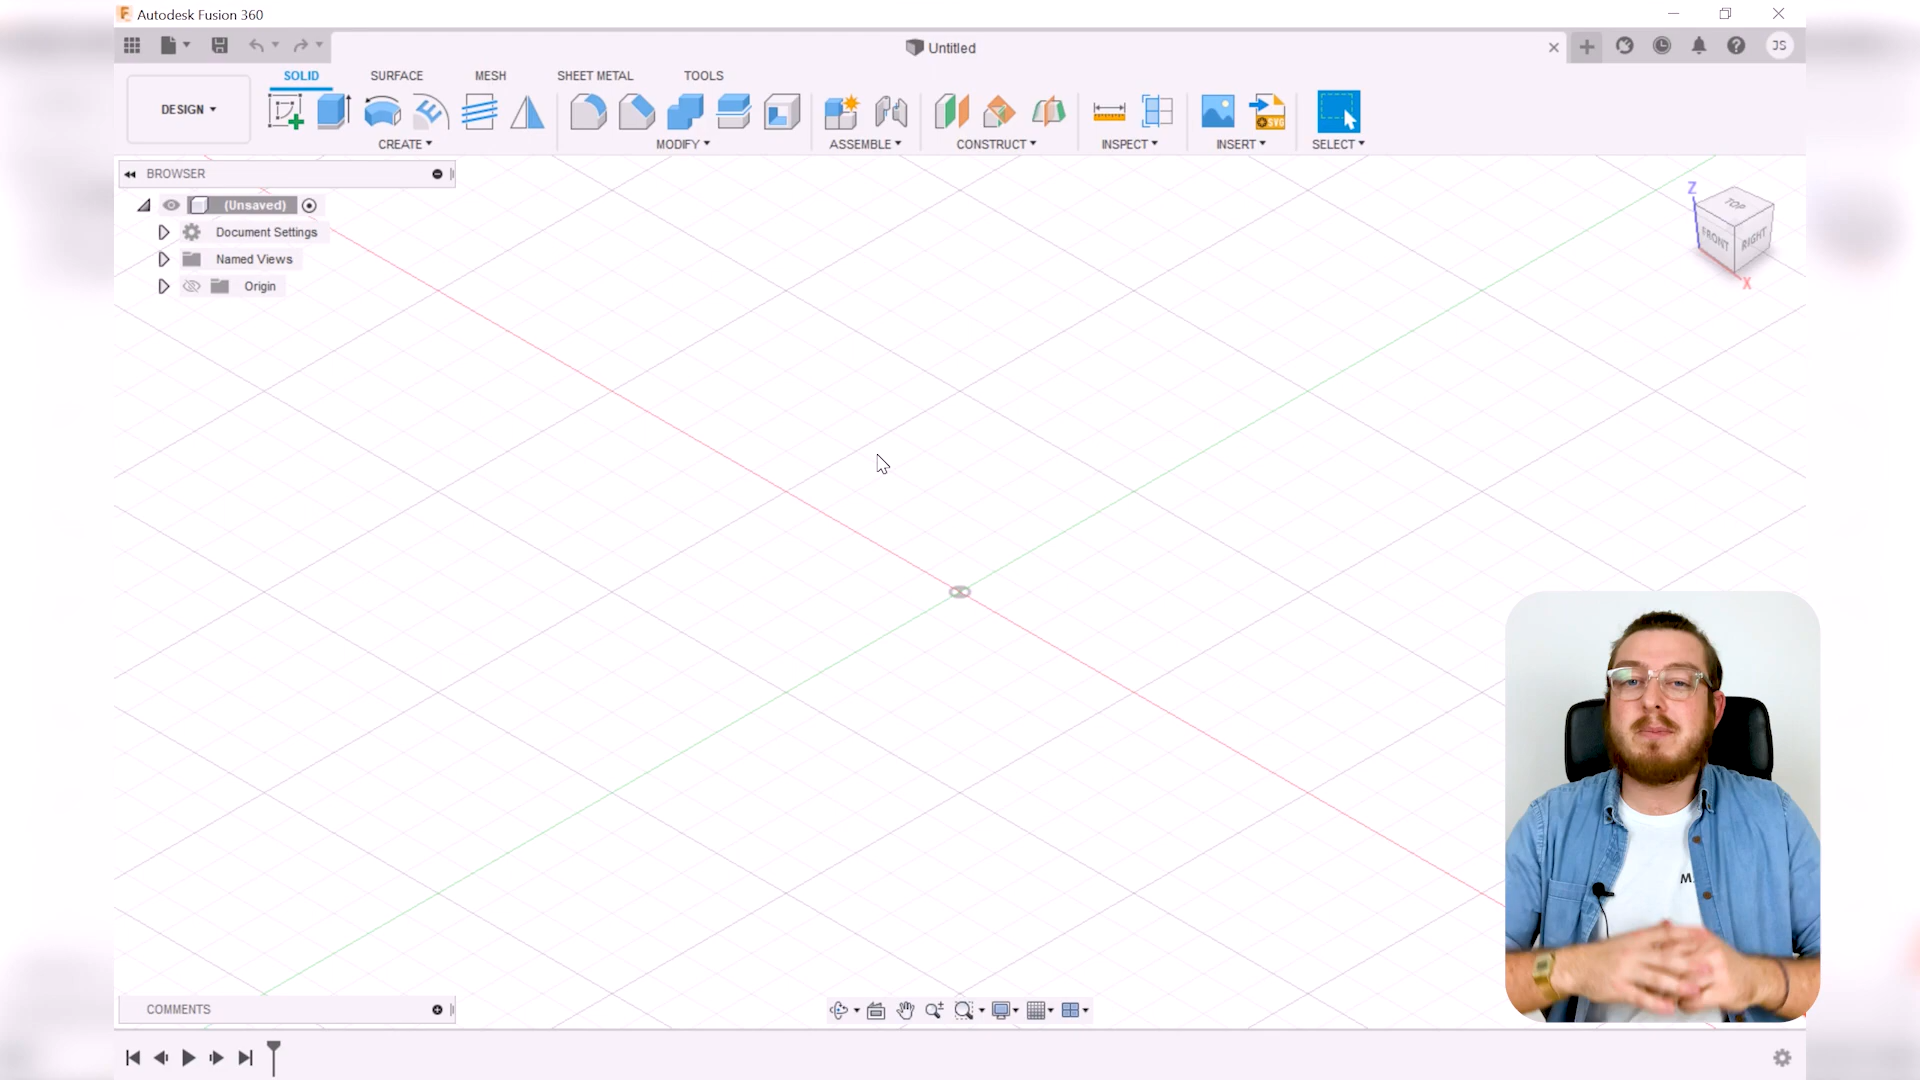 Autodesk Fusion 360
Untitled
JS
SOLID SURFACE MESH SHEET METAL TOOLS
DESIGN
CREATE MODIFY ASSEMBLE CONSTRUCT INSPECT INSERT SELECT
SVG
BROWSER
(Unsaved)
Document Settings
Named Views
Origin
Z
TOP
FRONT RIGHT
X
M.
COMMENTS